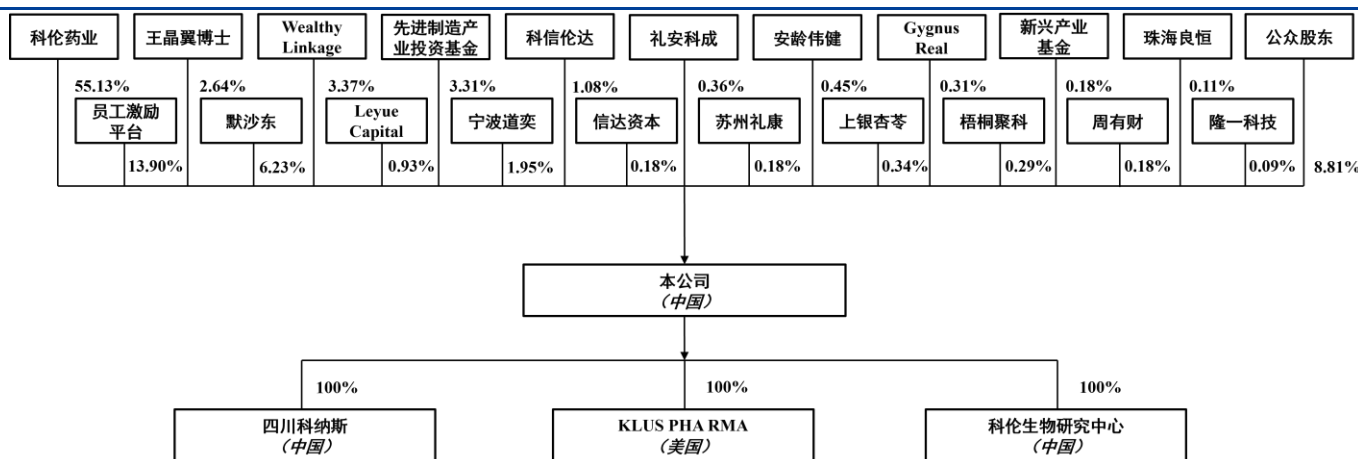 科伦药业
王晶翼博士
Wealthy
Linkage
先进制造产
业投资基金
科信伦达
礼安科成
安龄伟健
Gygnus
Real
新兴产业
基金
珠海良恒
公众股东
55.13%
2.64%
3.37%
3.31%
1.08%
0.36%
0.45%
0.31%
0.18%
0.11%
员工激励
平台
默沙东
Leyue
Capital
宁波道奕
信达资本
苏州礼康
上银杏苓
梧桐聚科
周有财
隆一科技
13.90%
6.23%
0.93%
1.95%
0.18%
0.18%
0.34%
0.29%
0.18%
0.09%
8.81%
本公司
（中国）
100%
100%
100%
四川科纳斯
（中国）
KLUS PHA RMA
（美国）
科伦生物研究中心
（中国）